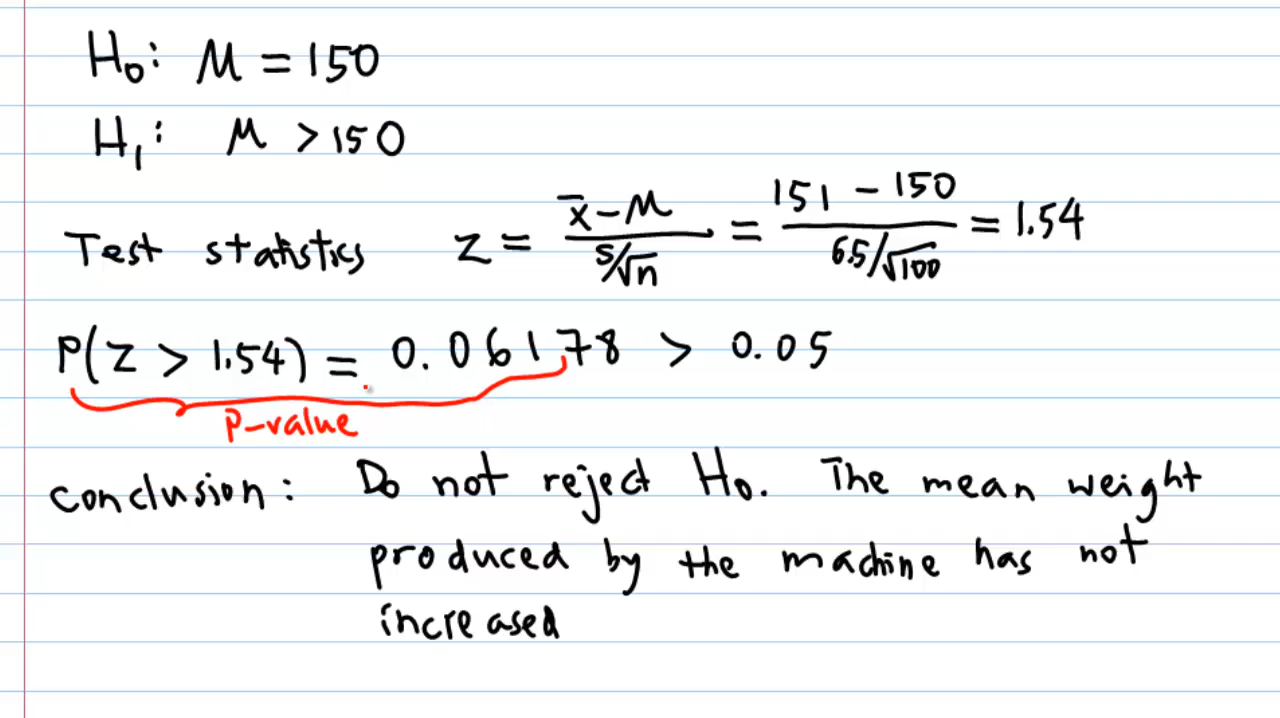 H₀: μ = 150
H₁: μ > 150
Test statistics z = (x̅ − μ)/(s/√n) = (151 − 150)/(6.5/√100) = 1.54
P(Z > 1.54) = 0.06178 > 0.05
P-value
Conclusion: Do not reject H₀. The mean weight
produced by the machine has not
increased